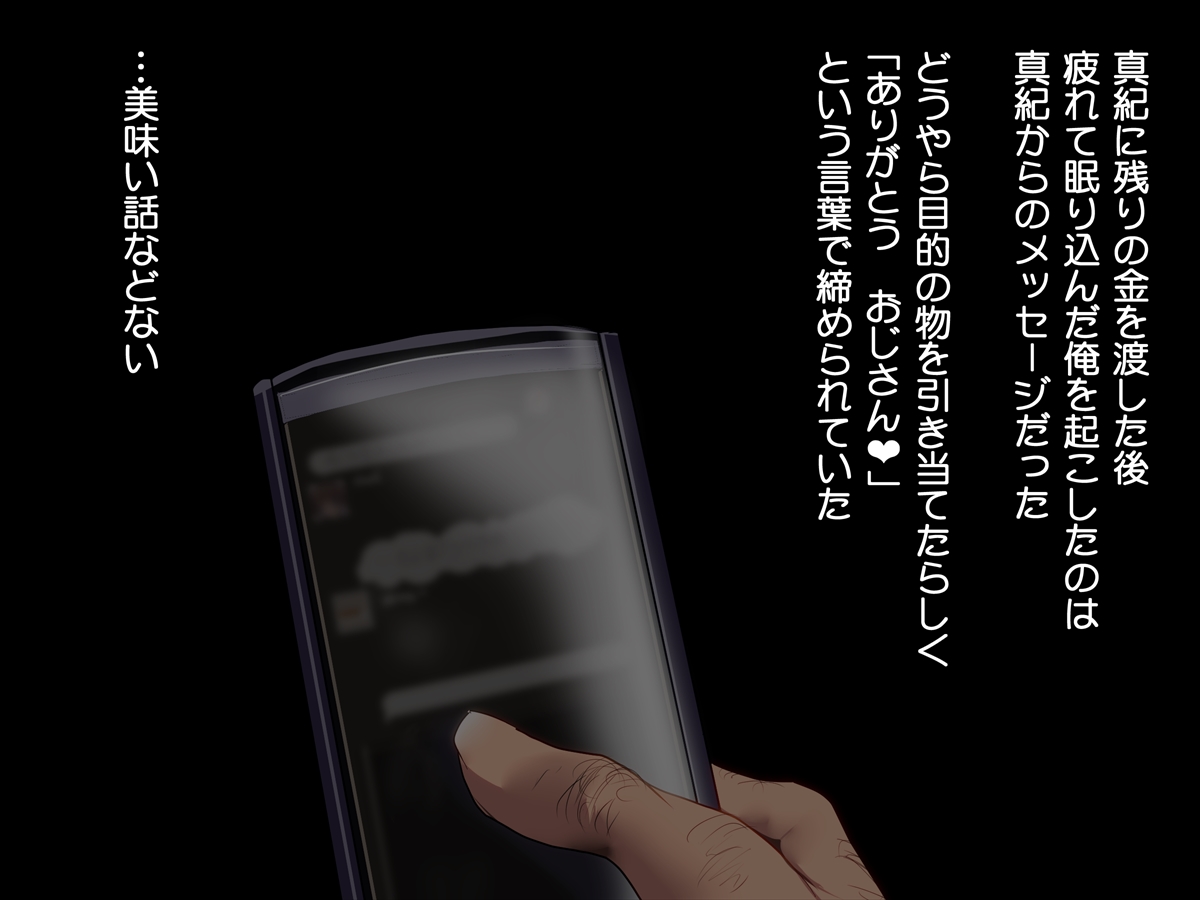 真紀に残りの金を渡した後
疲れて眠り込んだ俺を起こしたのは
真紀からのメッセージだった
どうやら目的の物を引き当てたらしく
「ありがとう　おじさん❤」
という言葉で締められていた
…美味い話などない